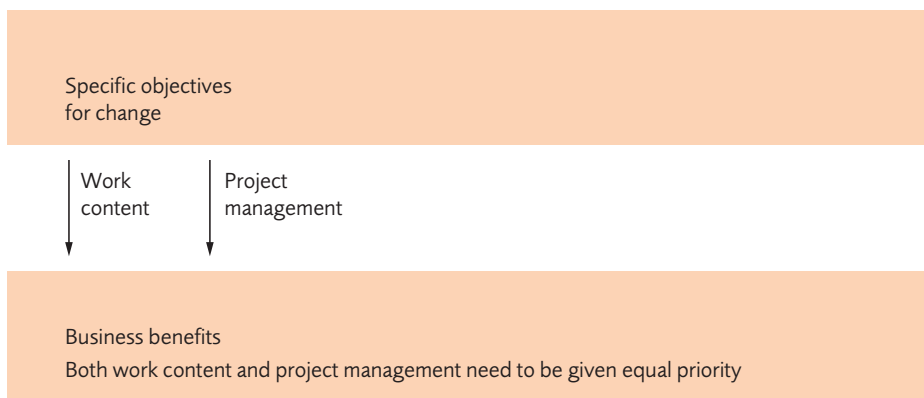 Specific objectives
for change
Work
content
Project
management
Business benefits
Both work content and project management need to be given equal priority